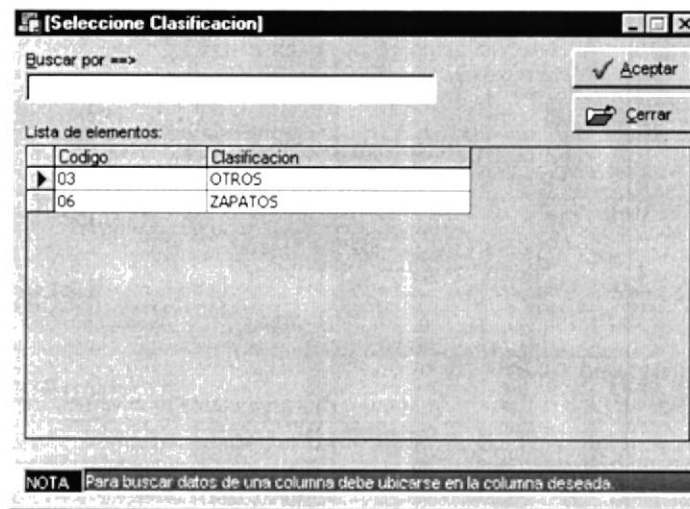 [Seleccione Clasificacion]
Buscar por ==>
Aceptar
Cerrar
Lista de elementos:
Codigo Clasificacion
03 OTROS
06 ZAPATOS
NOTA Para buscar datos de una columna debe ubicarse en la columna deseada.